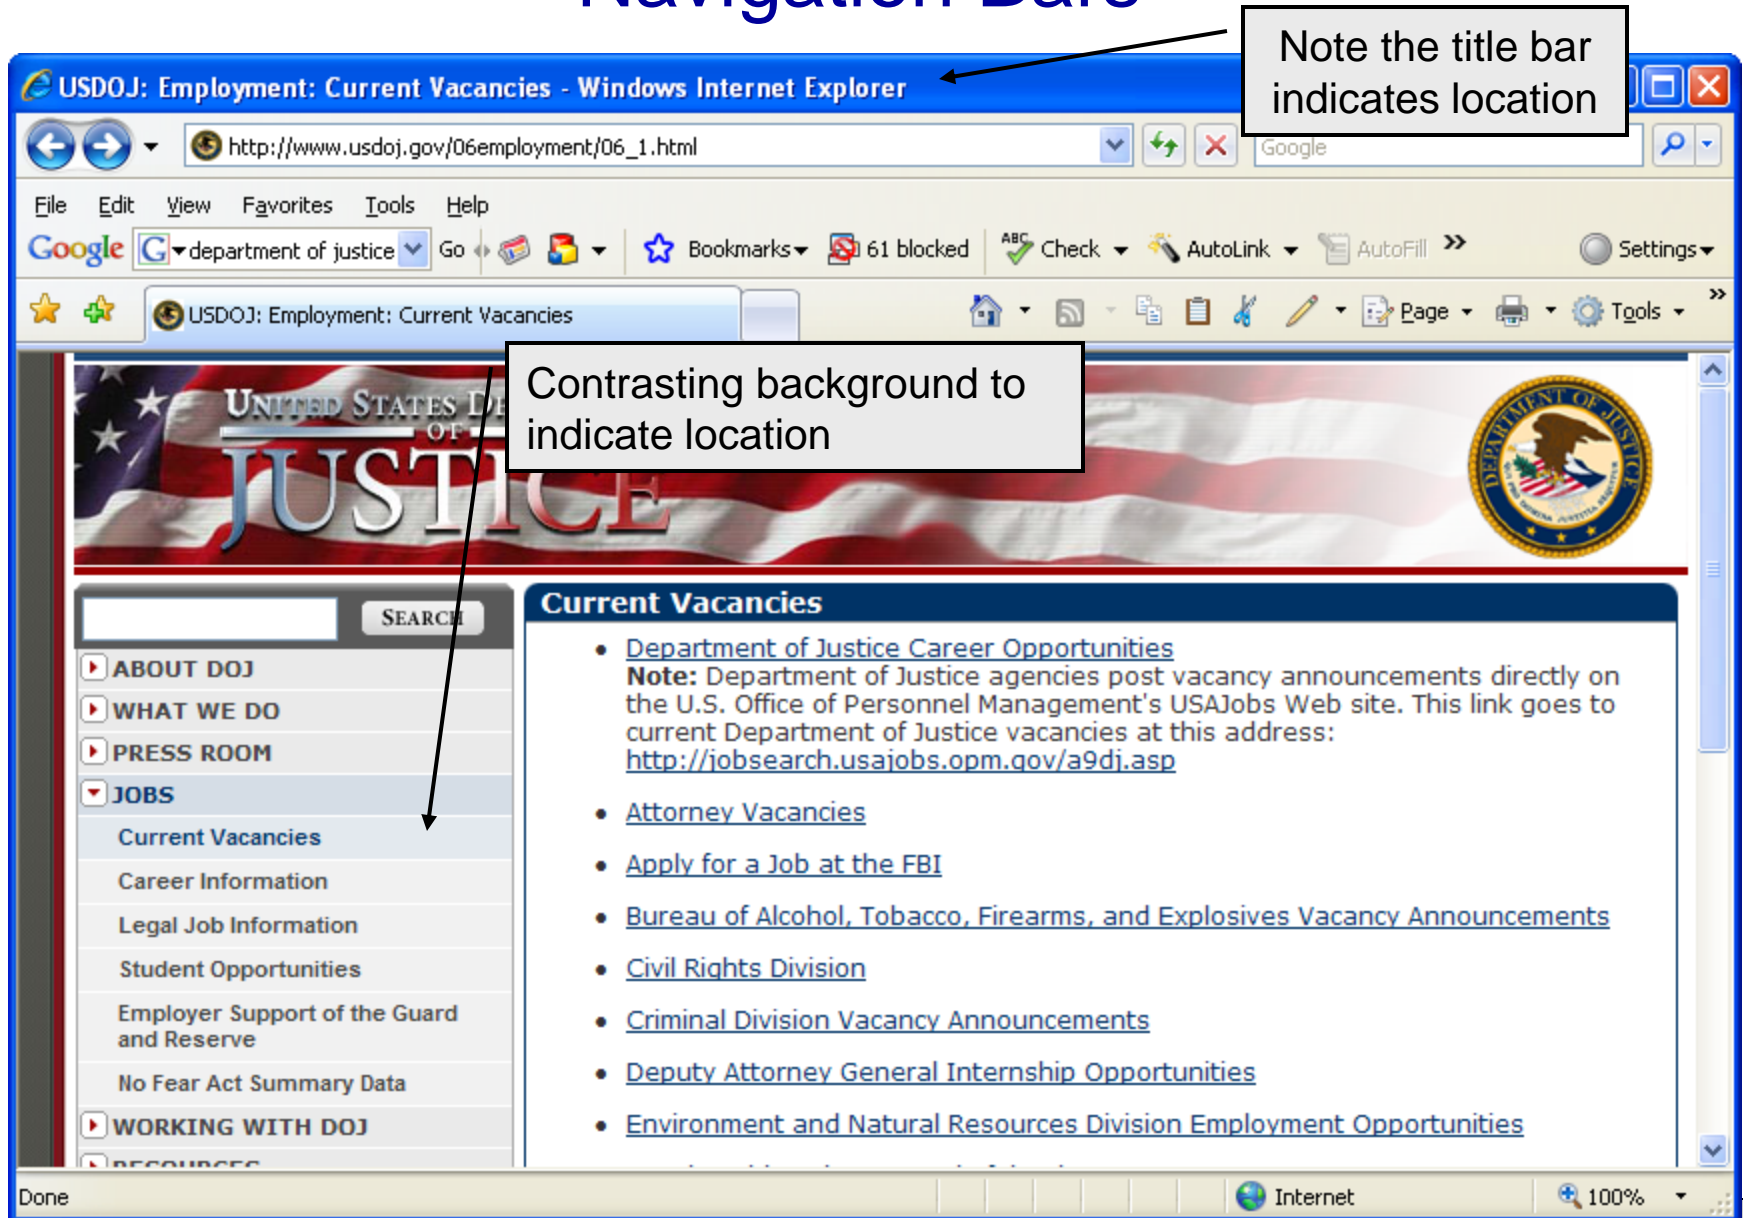 Navigation Bars
Note the title bar
indicates location
USDOJ: Employment: Current Vacancies - Windows Internet Explorer
http://www.usdoj.gov/06employment/06_1.html
Google
File Edit View Favorites Tools Help
Google G department of justice Go Bookmarks 61 blocked ABC Check AutoLink AutoFill » Settings
USDOJ: Employment: Current Vacancies
Page Tools »
Contrasting background to
indicate location
UNITED STATES DE
OF
JUSTICE
DEPARTMENT OF JUSTICE
SEARCH
ABOUT DOJ
WHAT WE DO
PRESS ROOM
JOBS
Current Vacancies
Career Information
Legal Job Information
Student Opportunities
Employer Support of the Guard
and Reserve
No Fear Act Summary Data
WORKING WITH DOJ
RESOURCES
Current Vacancies
• Department of Justice Career Opportunities
Note: Department of Justice agencies post vacancy announcements directly on
the U.S. Office of Personnel Management's USAJobs Web site. This link goes to
current Department of Justice vacancies at this address:
http://jobsearch.usajobs.opm.gov/a9dj.asp
• Attorney Vacancies
• Apply for a Job at the FBI
• Bureau of Alcohol, Tobacco, Firearms, and Explosives Vacancy Announcements
• Civil Rights Division
• Criminal Division Vacancy Announcements
• Deputy Attorney General Internship Opportunities
• Environment and Natural Resources Division Employment Opportunities
Done
Internet
100%